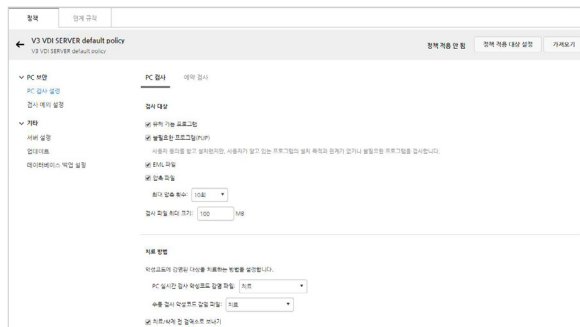 정책
연계 규칙
V3 VDI SERVER default policy
V3 VDI SERVER default policy
정책 적용 안 됨
정책 적용 대상 설정
가져오기
PC 보안
PC 검사 설정
검사 예외 설정
기타
서버 설정
업데이트
데이터베이스 백업 설정
PC 검사
예약 검사
검사 대상
유해 가능 프로그램
불필요한 프로그램(PUP)
사용자 동의를 받고 설치했지만, 사용자가 알고 있는 프로그램의 설치 목적과 관계가 없거나 불필요한 프로그램을 검사합니다.
EML 파일
압축 파일
최대 압축 횟수: 10회
검사 파일 최대 크기: 100 MB
치료 방법
악성코드에 감염된 대상을 치료하는 방법을 설정합니다.
PC 실시간 검사 악성코드 감염 파일: 치료
수동 검사 악성코드 감염 파일: 치료
치료/삭제 전 검역소로 보내기